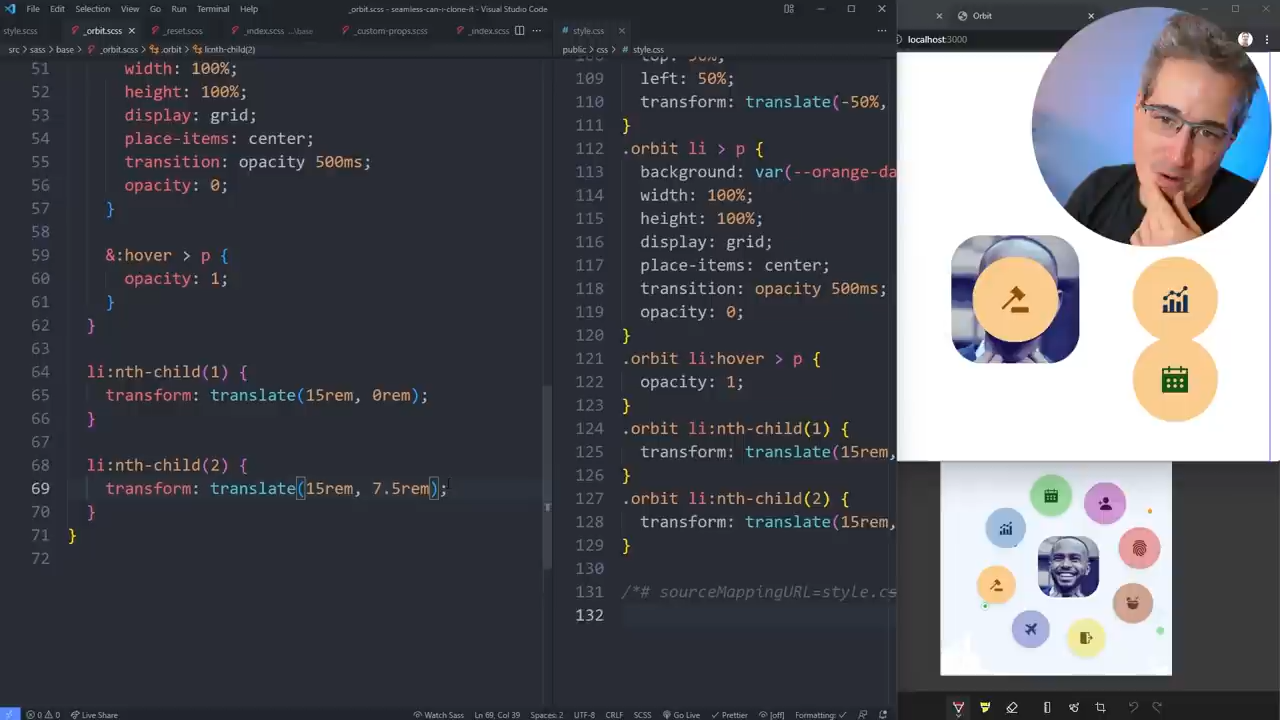 File Edit Selection View Go Run Terminal Help
_orbit.scss - seamless-can-i-clone-it - Visual Studio Code
style.scss
_orbit.scss
_reset.scss
_index.scss ...\base
_custom-props.scss
_index.scss
src > sass > base > _orbit.scss > .orbit > li:nth-child(2)
51 width: 100%;
52 height: 100%;
53 display: grid;
54 place-items: center;
55 transition: opacity 500ms;
56 opacity: 0;
57 }
58
59 &:hover > p {
60 opacity: 1;
61 }
62 }
63
64 li:nth-child(1) {
65 transform: translate(15rem, 0rem);
66 }
67
68 li:nth-child(2) {
69 transform: translate(15rem, 7.5rem);
70 }
71 }
72
style.css
public > css > style.css
109 left: 50%;
110 transform: translate(-50%,
111 }
112 .orbit li > p {
113 background: var(--orange-da
114 width: 100%;
115 height: 100%;
116 display: grid;
117 place-items: center;
118 transition: opacity 500ms;
119 opacity: 0;
120 }
121 .orbit li:hover > p {
122 opacity: 1;
123 }
124 .orbit li:nth-child(1) {
125 transform: translate(15rem,
126 }
127 .orbit li:nth-child(2) {
128 transform: translate(15rem,
129 }
130
131 /*# sourceMappingURL=style.cs
132
Orbit
localhost:3000
0 0 Live Share
Watch Sass Ln 69, Col 39 Spaces: 2 UTF-8 CRLF SCSS Go Live Prettier [off] Formatting: ✓